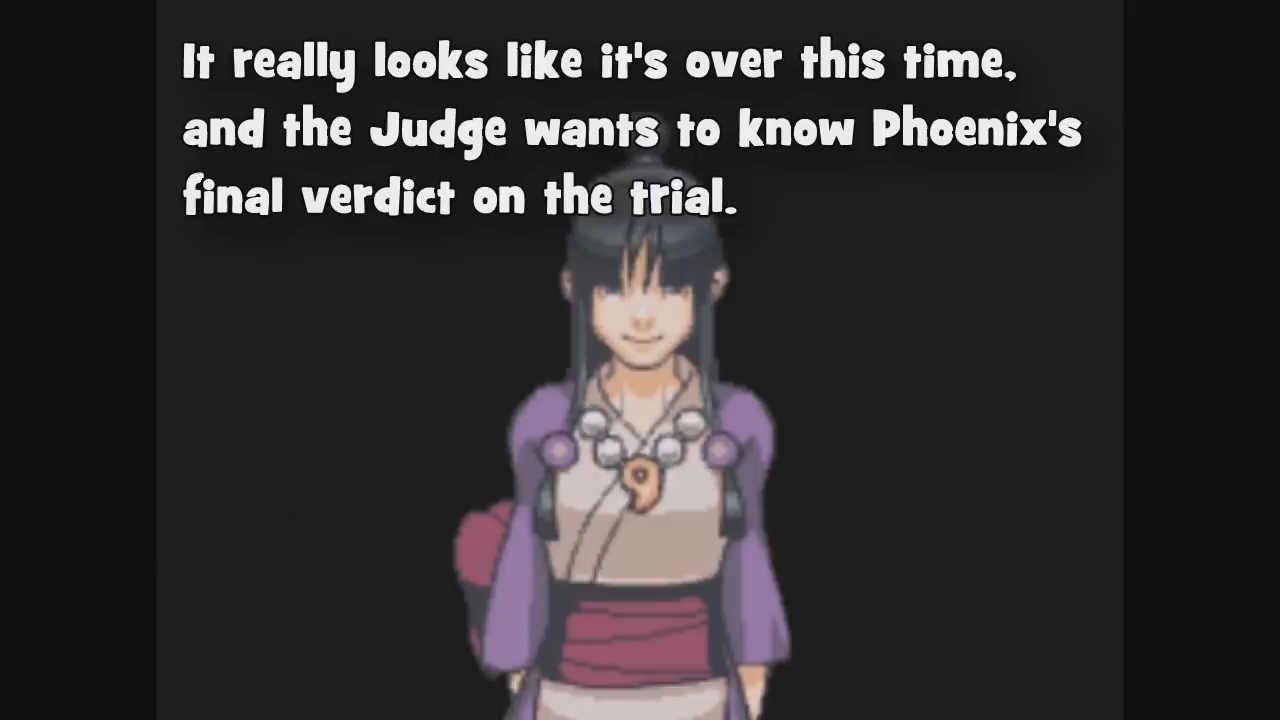 It really looks like it's over this time,
and the Judge wants to know Phoenix's
final verdict on the trial.